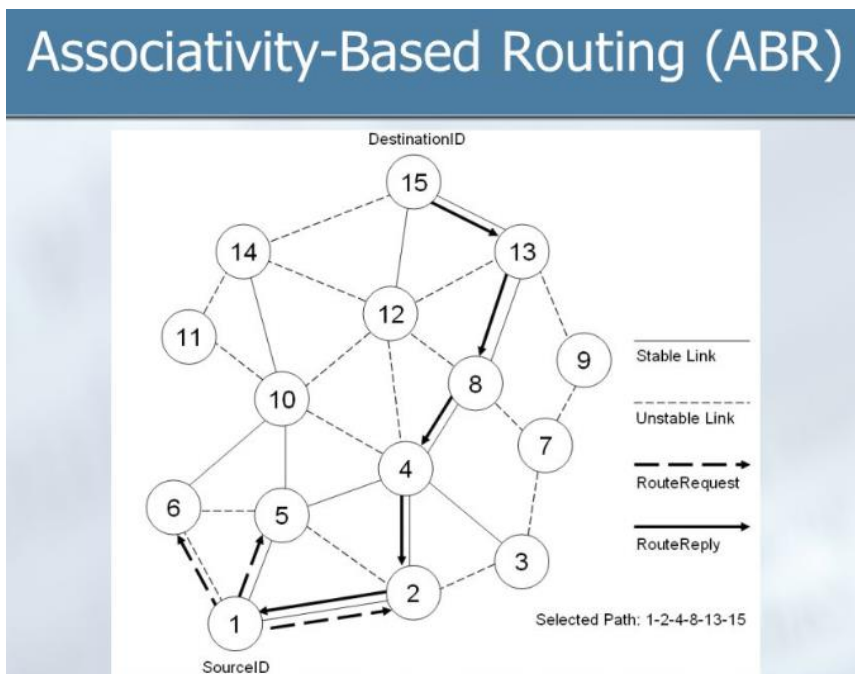 Associativity-Based Routing (ABR)
DestinationID
15
14
13
12
11
9
Stable Link
8
10
Unstable Link
7
4
RouteRequest
6
5
RouteReply
3
2
1
Selected Path: 1-2-4-8-13-15
SourceID